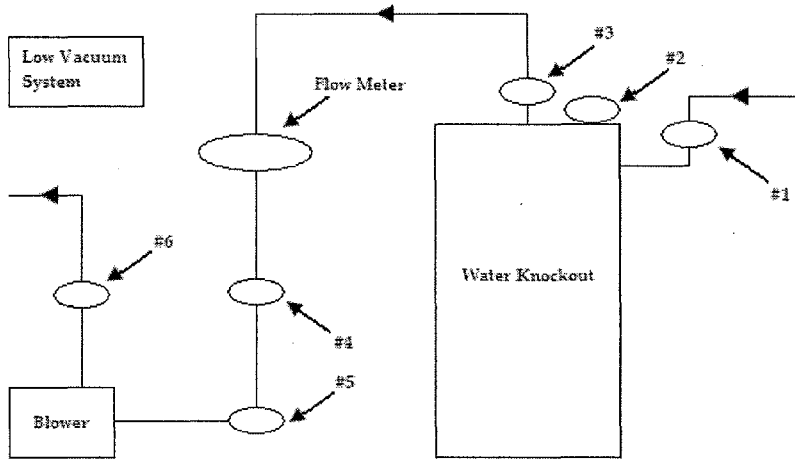 Low Vacuum
System
Flow Meter
#3
#2
#1
#6
Water Knockout
#4
#5
Blower